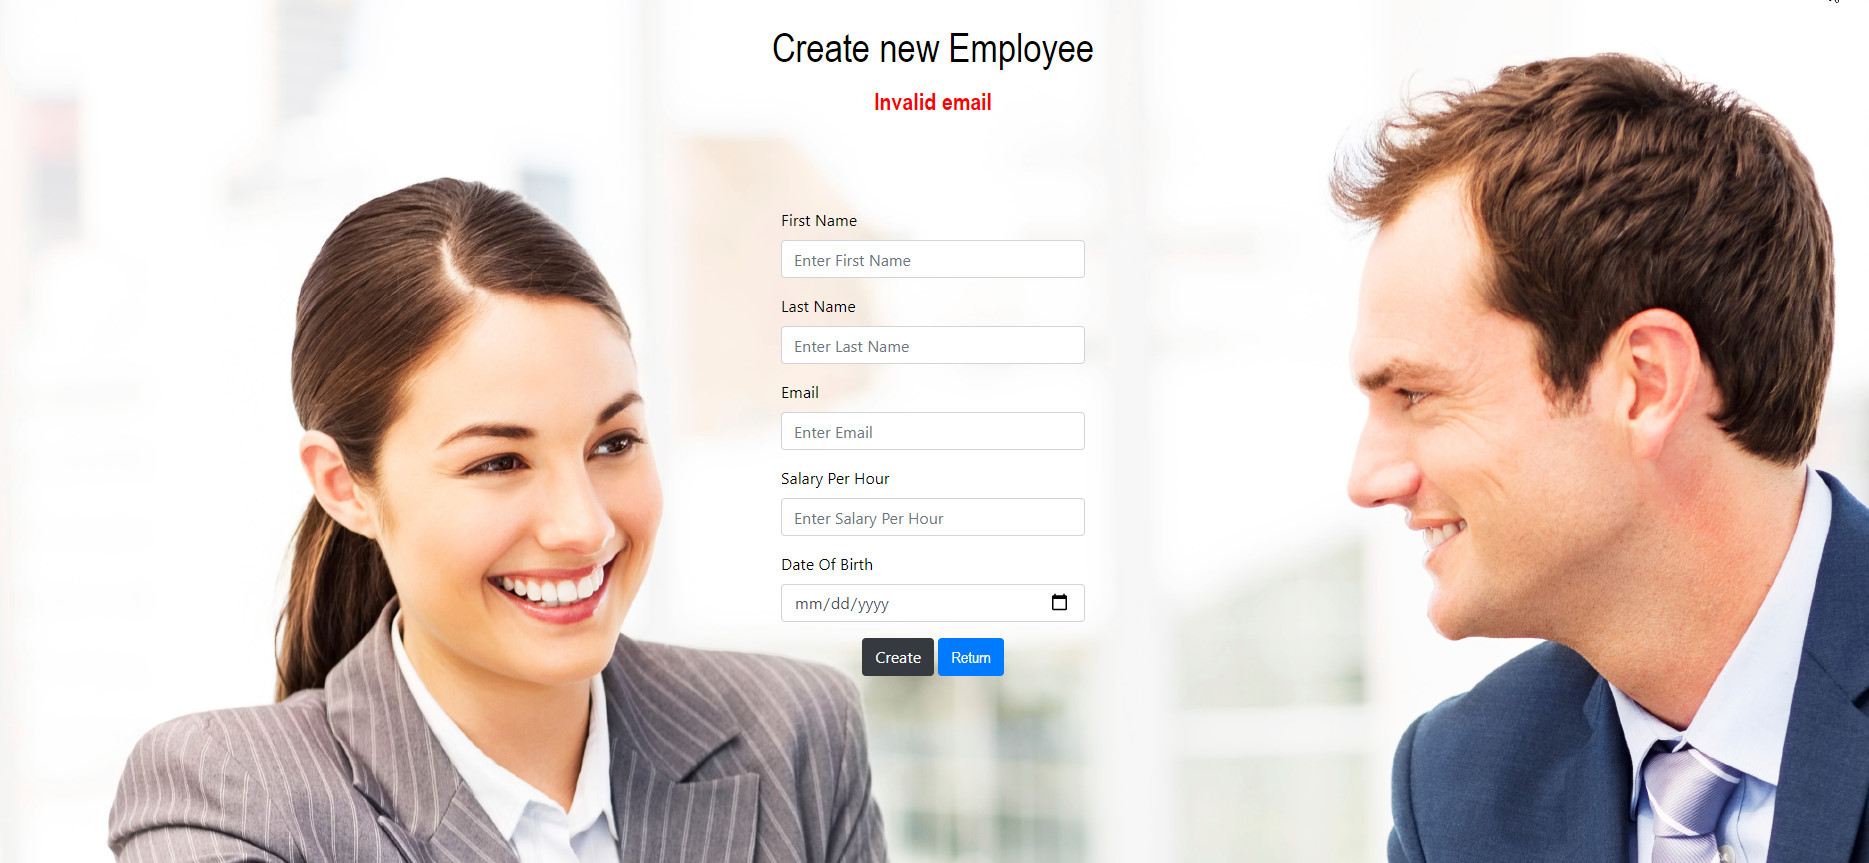 Create new Employee
Invalid email
First Name
Enter First Name
Last Name
Enter Last Name
Email
Enter Email
Salary Per Hour
Enter Salary Per Hour
Date Of Birth
mm/dd/yyyy
Create Return